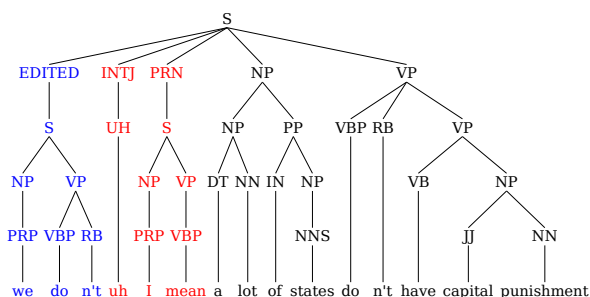 S
EDITED INTJ PRN NP VP
S UH S NP PP VBP RB VP
NP VP NP VP DT NN IN NP VB NP
PRP VBP RB PRP VBP NNS JJ NN
we do n't uh I mean a lot of states do n't have capital punishment